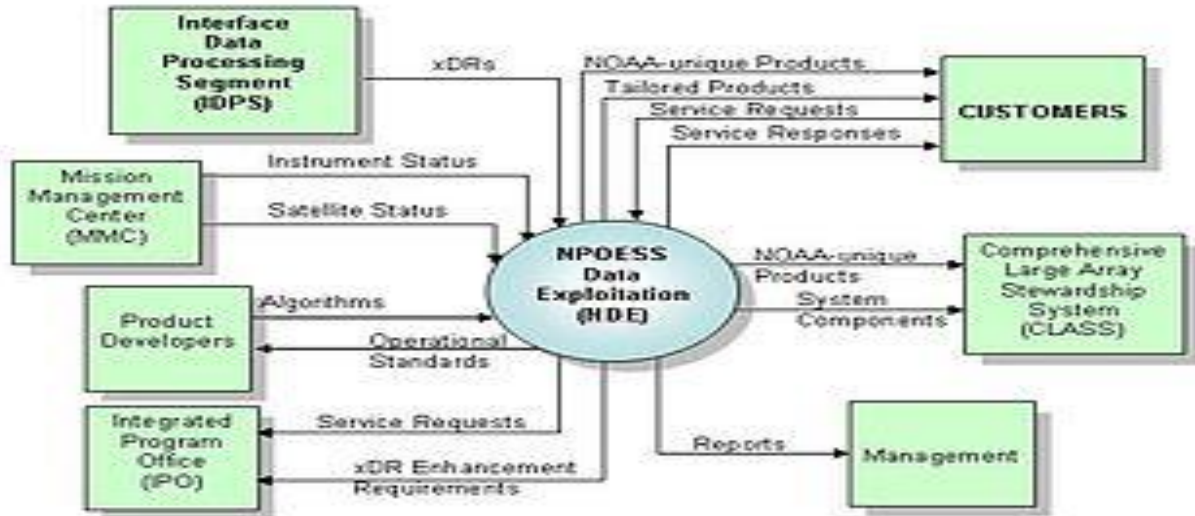 Interface
Data
Processing
Segment
(IDPS)
xDRs
NOAA-unique Products
Tailored Products
Service Requests
Service Responses
CUSTOMERS
Mission
Management
Center
(MMC)
Instrument Status
Satellite Status
NPOESS
Data
Exploitation
(NDE)
NOAA-unique
Products
System
Components
Comprehensive
Large Array
Stewardship
System
(CLASS)
Product
Developers
Algorithms
Operational
Standards
Integrated
Program
Office
(IPO)
Service Requests
xDR Enhancement
Requirements
Reports
Management